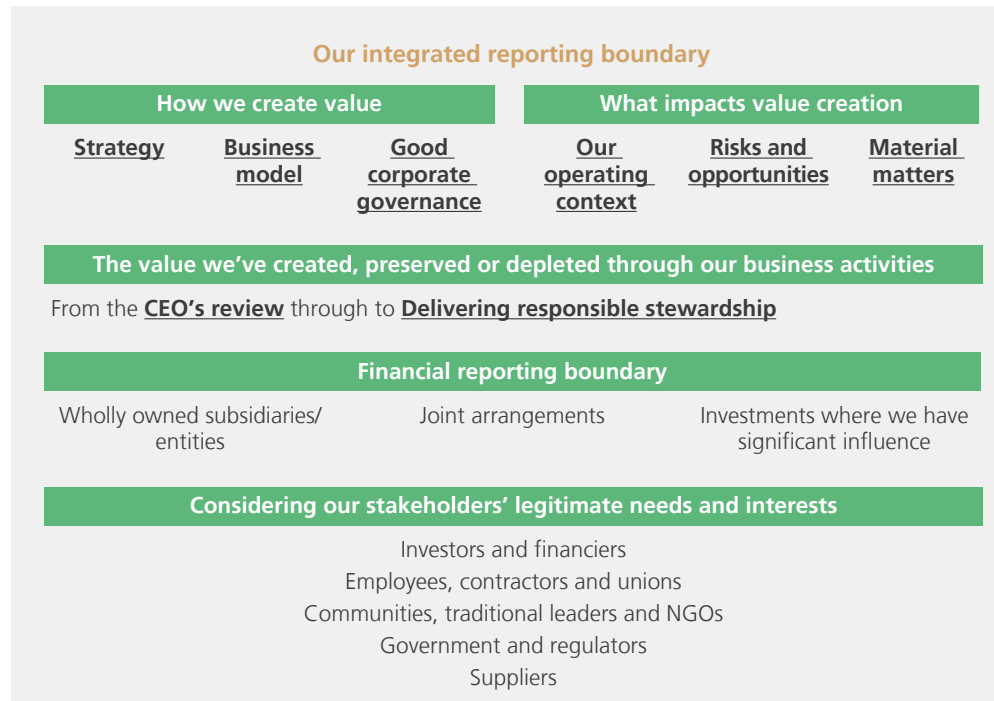 Our integrated reporting boundary
How we create value
What impacts value creation
Strategy
Business
model
Good
corporate
governance
Our
operating
context
Risks and
opportunities
Material
matters
The value we’ve created, preserved or depleted through our business activities
From the CEO’s review through to Delivering responsible stewardship
Financial reporting boundary
Wholly owned subsidiaries/
entities
Joint arrangements
Investments where we have
significant influence
Considering our stakeholders’ legitimate needs and interests
Investors and financiers
Employees, contractors and unions
Communities, traditional leaders and NGOs
Government and regulators
Suppliers